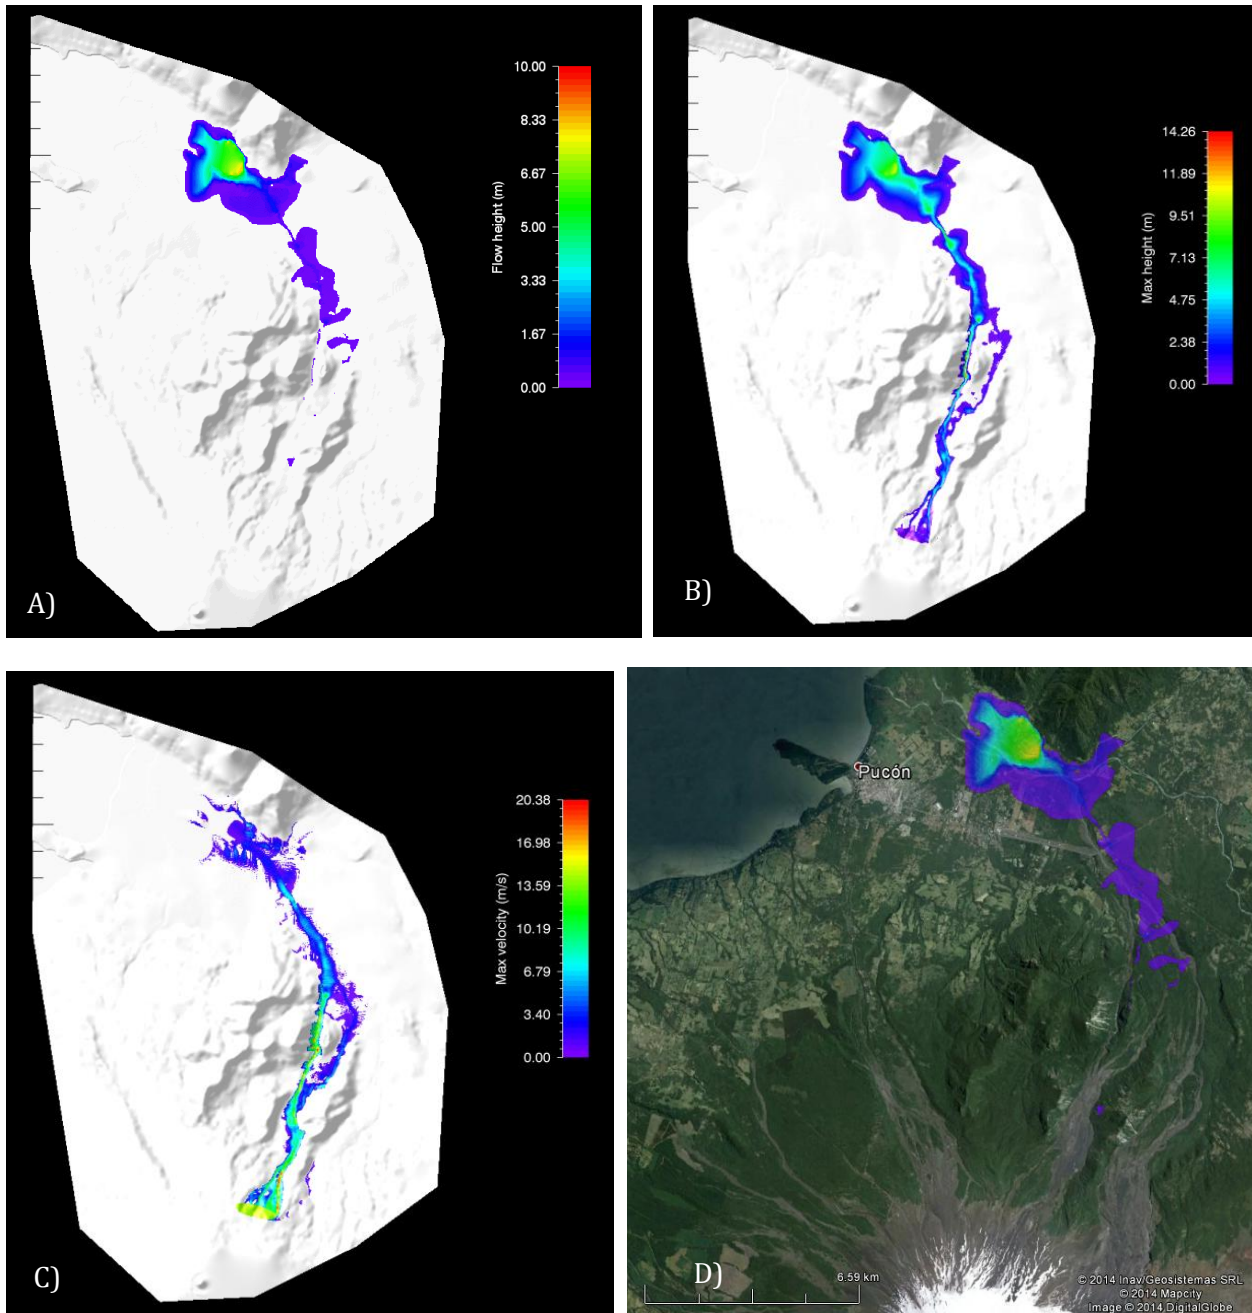 10.00
8.33
6.67
5.00
3.33
1.67
0.00
Flow height (m)
A)
14.26
11.89
9.51
7.13
4.75
2.38
0.00
Max height (m)
B)
20.38
16.98
13.59
10.19
6.79
3.40
0.00
Max velocity (m/s)
C)
Pucón
6.59 km
D)
© 2014 Inav/Geosistemas SRL
© 2014 Mapcity
Image © 2014 DigitalGlobe